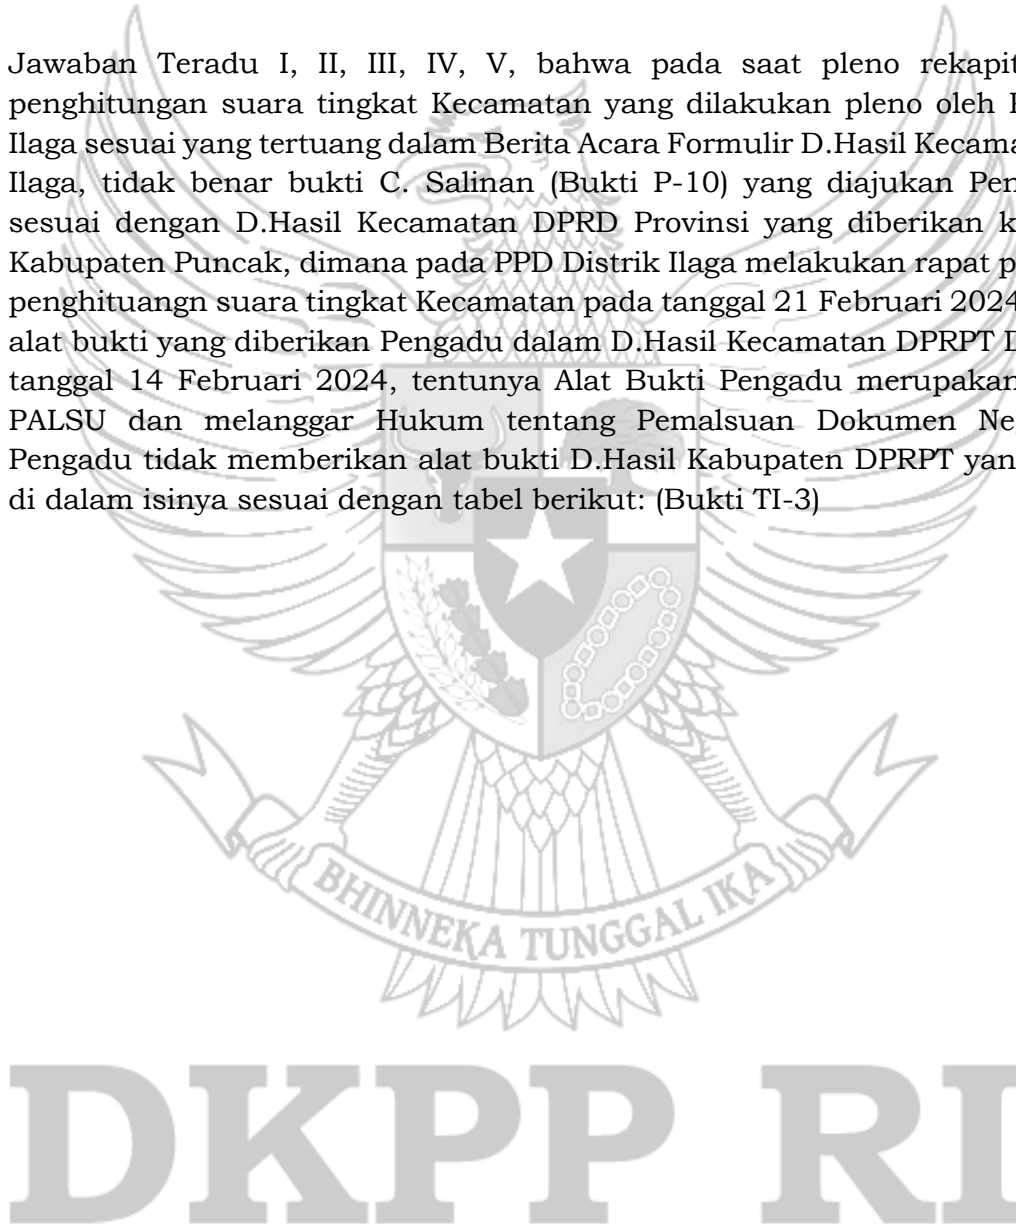 Jawaban Teradu I, II, III, IV, V, bahwa pada saat pleno
penghitungan suara tingkat Kecamatan yang dilakukan pleno oleh
Ilaga sesuai yang tertuang dalam Berita Acara Formulir D.Hasil
Ilaga, tidak benar bukti C. Salinan (Bukti P-10) yang diajukan
sesuai dengan D.Hasil Kecamatan DPRD Provinsi yang diberikan
Kabupaten Puncak, dimana pada PPD Distrik Ilaga melakukan rapat
penghituangn suara tingkat Kecamatan pada tanggal 21 Februari 2024
alat bukti yang diberikan Pengadu dalam D.Hasil Kecamatan DPRPT
tanggal 14 Februari 2024, tentunya Alat Bukti Pengadu merupakan
PALSU dan melanggar Hukum tentang Pemalsuan Dokumen
Pengadu tidak memberikan alat bukti D.Hasil Kabupaten DPRPT
di dalam isinya sesuai dengan tabel berikut: (Bukti TI-3)
BHINNEKA TUNGGAL IKA
DKPP RI